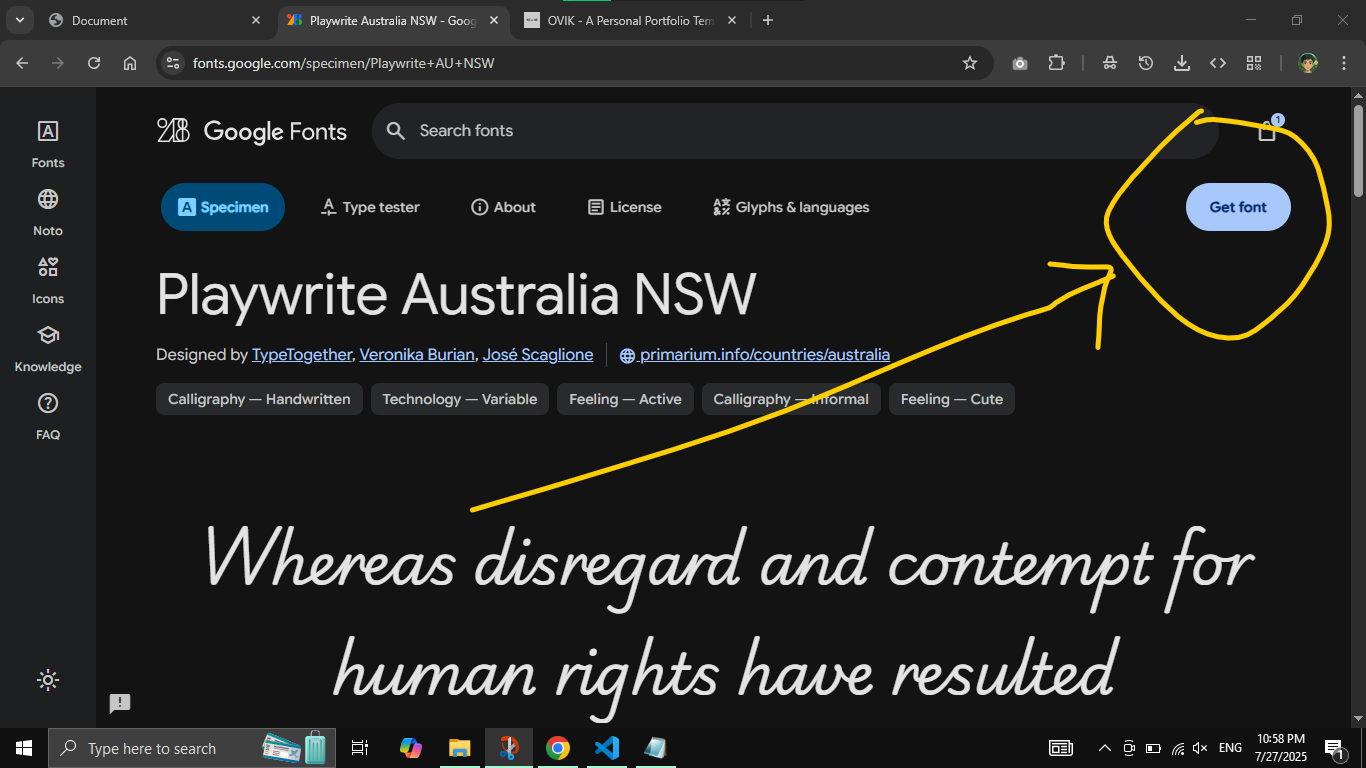 Document
Playwrite Australia NSW - Goog
OVIK - A Personal Portfolio Tem
fonts.google.com/specimen/Playwrite+AU+NSW
Google Fonts
Search fonts
1
Fonts
Noto
Icons
Knowledge
FAQ
Specimen
Type tester
About
License
Glyphs & languages
Get font
Playwrite Australia NSW
Designed by TypeTogether, Veronika Burian, José Scaglione
primarium.info/countries/australia
Calligraphy — Handwritten
Technology — Variable
Feeling — Active
Calligraphy — Informal
Feeling — Cute
Whereas disregard and contempt for
human rights have resulted
Type here to search
ENG
10:58 PM
7/27/2025
1